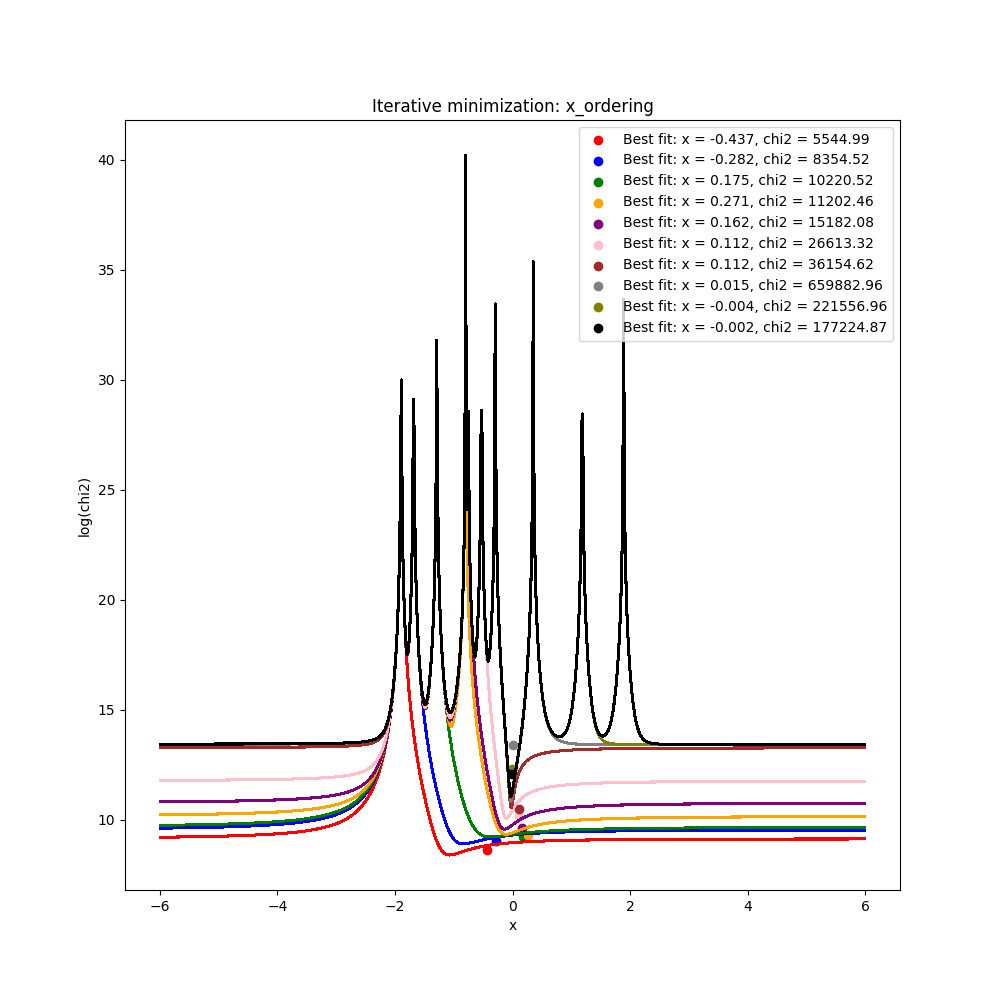 Iterative minimization: x_ordering
Best fit: x = -0.437, chi2 = 5544.99
Best fit: x = -0.282, chi2 = 8354.52
Best fit: x = 0.175, chi2 = 10220.52
Best fit: x = 0.271, chi2 = 11202.46
Best fit: x = 0.162, chi2 = 15182.08
Best fit: x = 0.112, chi2 = 26613.32
Best fit: x = 0.112, chi2 = 36154.62
Best fit: x = 0.015, chi2 = 659882.96
Best fit: x = -0.004, chi2 = 221556.96
Best fit: x = -0.002, chi2 = 177224.87
40
35
30
25
20
15
10
log(chi2)
−6 −4 −2 0 2 4 6
x